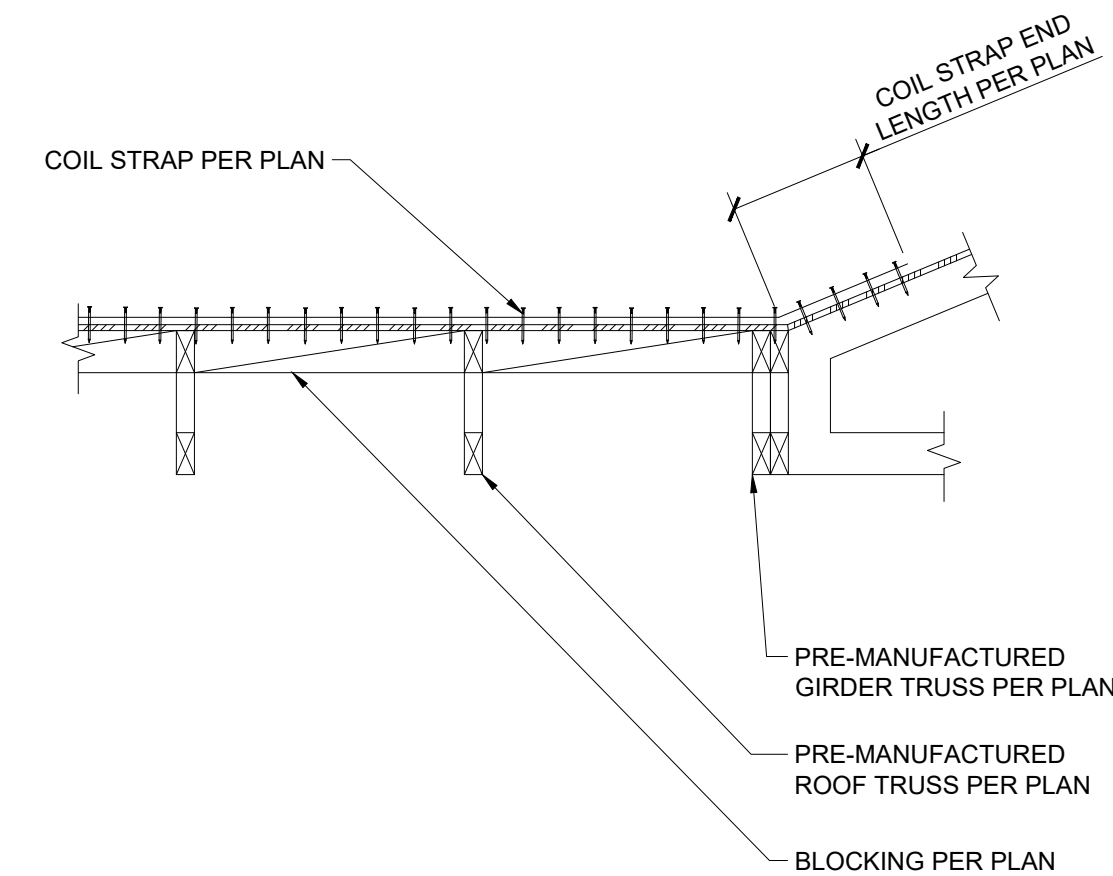 COIL STRAP END
LENGTH PER PLAN
COIL STRAP PER PLAN
PRE-MANUFACTURED
GIRDER TRUSS PER PLAN
PRE-MANUFACTURED
ROOF TRUSS PER PLAN
BLOCKING PER PLAN